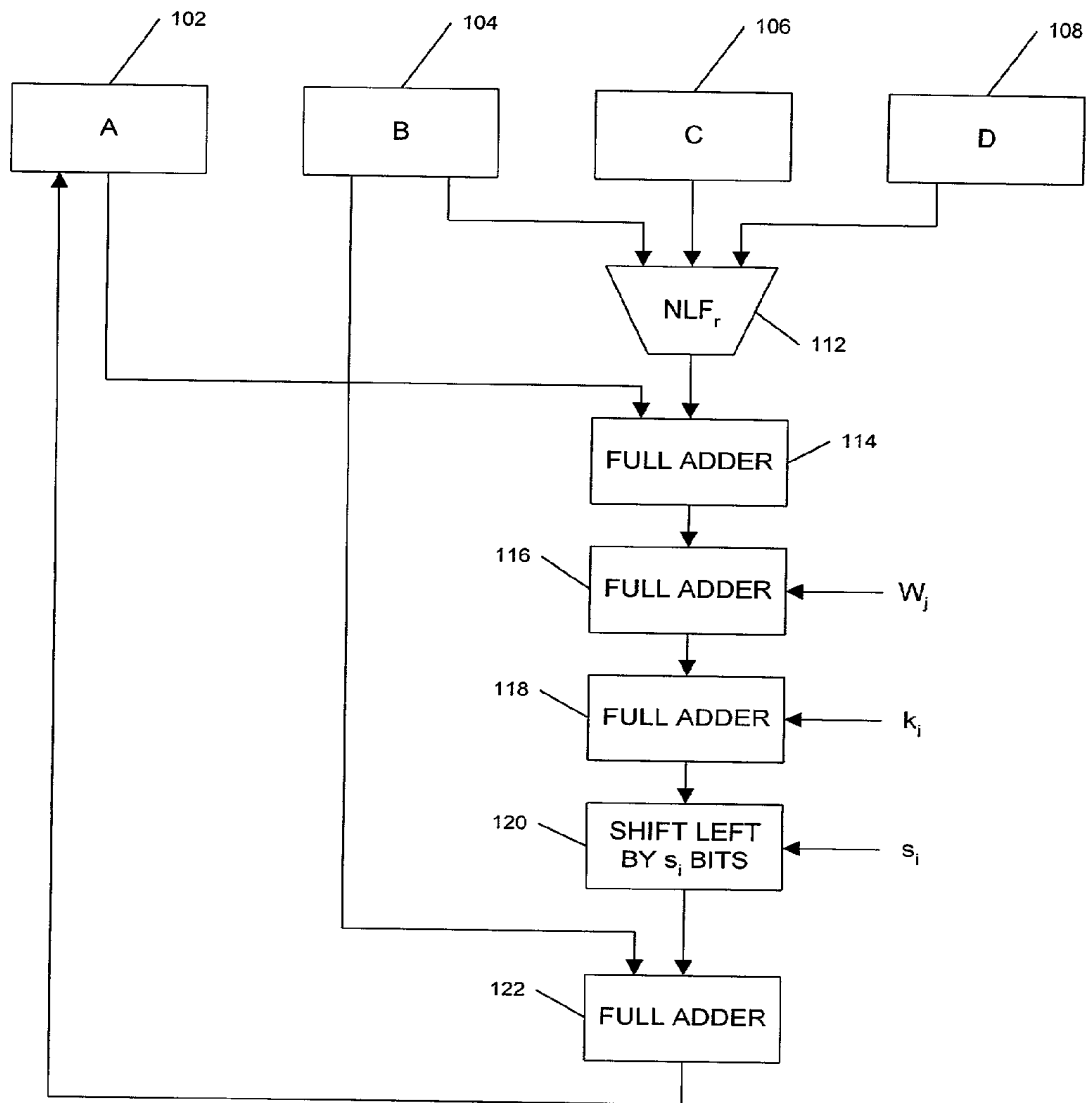 102
104
106
108
A
B
C
D
NLFr
112
FULL ADDER
114
116
FULL ADDER
Wj
118
FULL ADDER
ki
120
SHIFT LEFT
BY si BITS
si
122
FULL ADDER